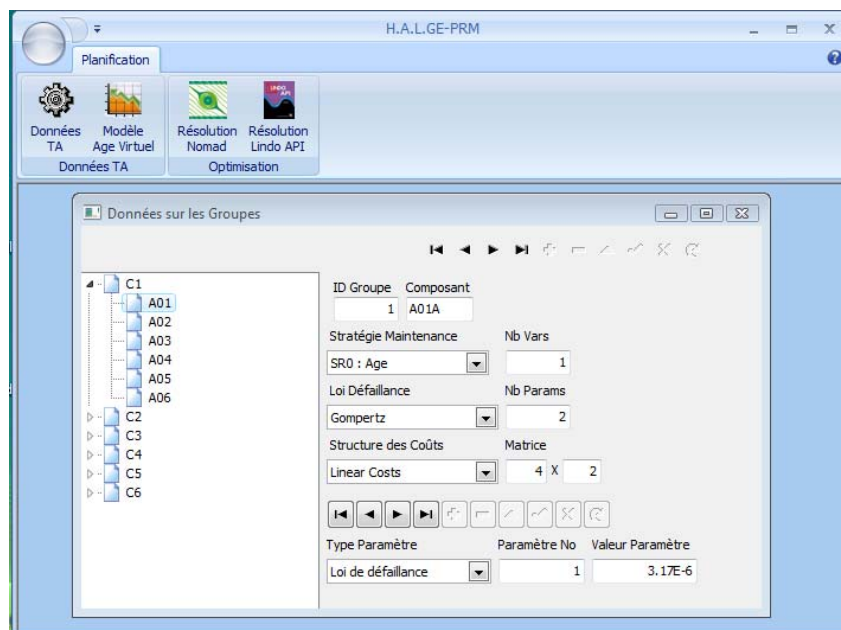 H.A.L.GE-PRM
Planification
Données TA
Modèle Age Virtuel
Résolution Nomad
LINDO API
Résolution Lindo API
Données TA
Optimisation
Données sur les Groupes
C1
A01
A02
A03
A04
A05
A06
C2
C3
C4
C5
C6
ID Groupe Composant
1 A01A
Stratégie Maintenance Nb Vars
SR0 : Age 1
Loi Défaillance Nb Params
Gompertz 2
Structure des Coûts Matrice
Linear Costs 4 X 2
Type Paramètre Paramètre No Valeur Paramètre
Loi de défaillance 1 3.17E-6